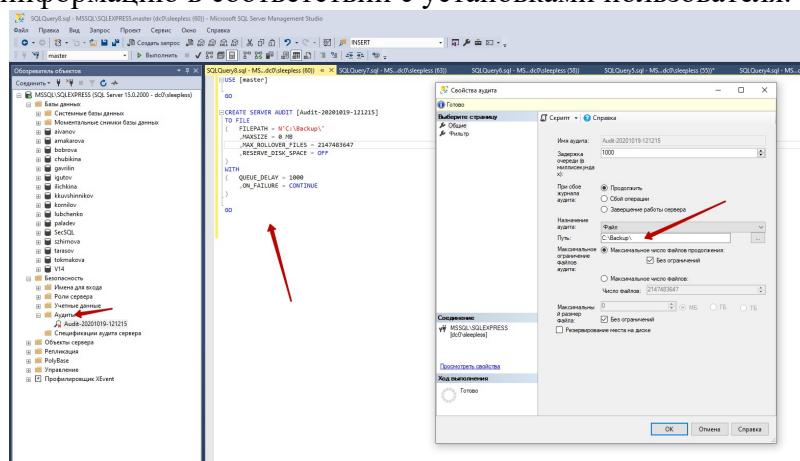 информацию в соответствии с установками пользователя.
SQLQuery8.sql - MSSQL\SQLEXPRESS.master (dc0\sleepless (60)) - Microsoft SQL Server Management Studio
Файл Правка Вид Запрос Проект Сервис Окно Справка
Создать запрос INSERT
master Выполнить
Обозреватель объектов
Соединить
MSSQL\SQLEXPRESS (SQL Server 15.0.2000 - dc0\sleepless)
Базы данных
Системные базы данных
Моментальные снимки базы данных
aivanov
amakarova
bobrova
chubikina
gavrilin
igutov
ilichkina
kkuvshinnikov
kornilov
lubchenko
paladev
SecSQL
szhirnova
tarasov
tokmakova
V14
Безопасность
Имена для входа
Роли сервера
Учетные данные
Аудиты
Audit-20201019-121215
Спецификации аудита сервера
Объекты сервера
Репликация
PolyBase
Управление
Профилировщик XEvent
SQLQuery8.sql - MS...dc0\sleepless (60)) SQLQuery7.sql - MS...dc0\sleepless (63)) SQLQuery6.sql - MS...dc0\sleepless (58)) SQLQuery5.sql - MS...dc0\sleepless (55))* SQLQuery4.sql - MS...d
USE [master]
GO
CREATE SERVER AUDIT [Audit-20201019-121215]
TO FILE
( FILEPATH = N'C:\Backup\'
,MAXSIZE = 0 MB
,MAX_ROLLOVER_FILES = 2147483647
,RESERVE_DISK_SPACE = OFF
)
WITH
( QUEUE_DELAY = 1000
,ON_FAILURE = CONTINUE
)
GO
Свойства аудита
Готово
Выберите страницу
Общие
Фильтр
Скрипт Справка
Имя аудита: Audit-20201019-121215
Задержка очереди (в миллисекундах): 1000
При сбое журнала аудита:
Продолжить
Сбой операции
Завершение работы сервера
Назначение аудита: Файл
Путь: C:\Backup\ ...
Максимальное ограничение файлов аудита:
Максимальное число файлов продолжения:
Без ограничений
Максимальное число файлов:
Число файлов: 2147483647
Максимальный размер файла: 0 МБ ГБ ТБ
Без ограничений
Резервирование места на диске
Соединение
MSSQL\SQLEXPRESS
[dc0\sleepless]
Просмотреть свойства
Ход выполнения
Готово
OK Отмена Справка